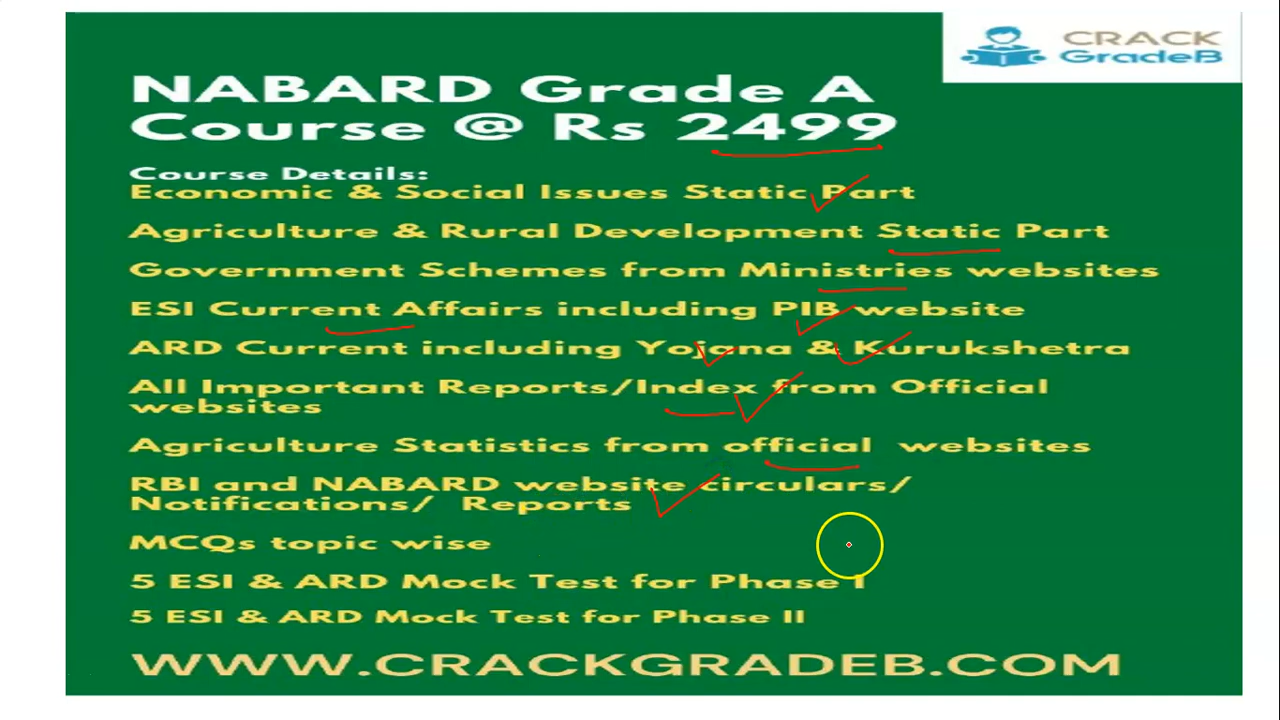 CRACK
GradeB
NABARD Grade A
Course @ Rs 2499
Course Details:
Economic & Social Issues Static Part
Agriculture & Rural Development Static Part
Government Schemes from Ministries websites
ESI Current Affairs including PIB website
ARD Current including Yojana & Kurukshetra
All Important Reports/Index from Official
websites
Agriculture Statistics from official websites
RBI and NABARD website circulars/
Notifications/ Reports
MCQs topic wise
5 ESI & ARD Mock Test for Phase I
5 ESI & ARD Mock Test for Phase II
WWW.CRACKGRADEB.COM